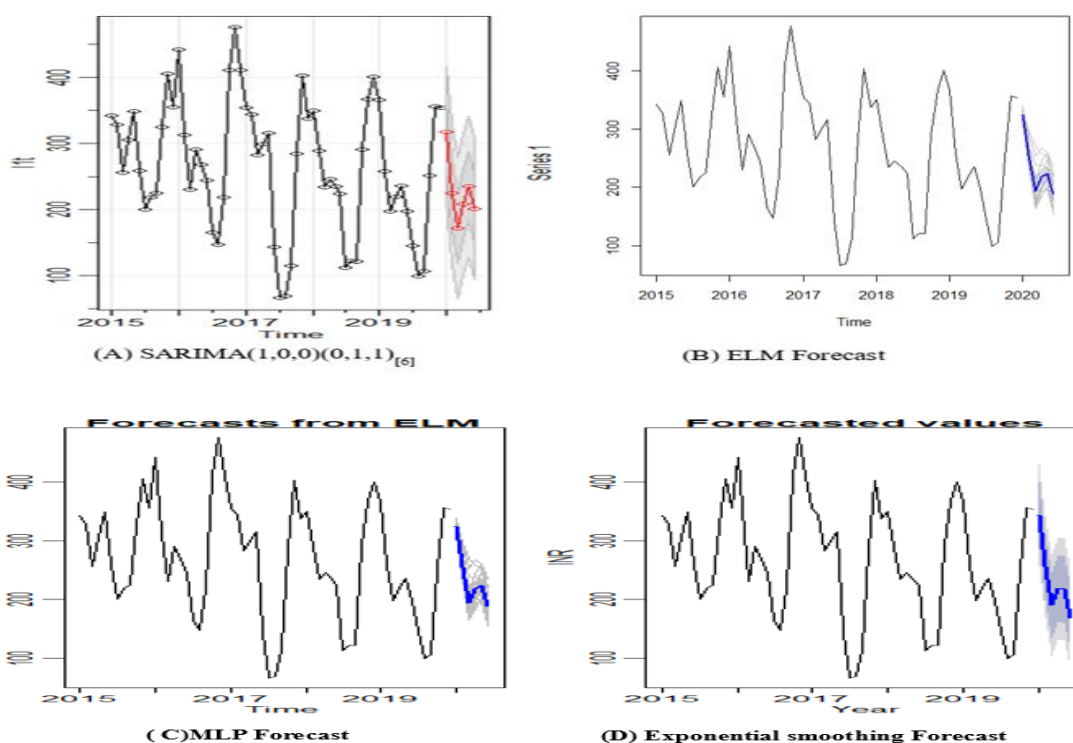 400
300
200
100
l1ft
2015
2017
2019
Time
(A) SARIMA(1,0,0)(0,1,1)[6]
400
300
200
100
Series 1
2015
2016
2017
2018
2019
2020
Time
(B) ELM Forecast
Forecasts from ELM
400
300
200
100
INR
2015
2017
2019
Time
( C)MLP Forecast
Forecasted values
400
300
200
100
INR
2015
2017
2019
Year
(D) Exponential smoothing Forecast